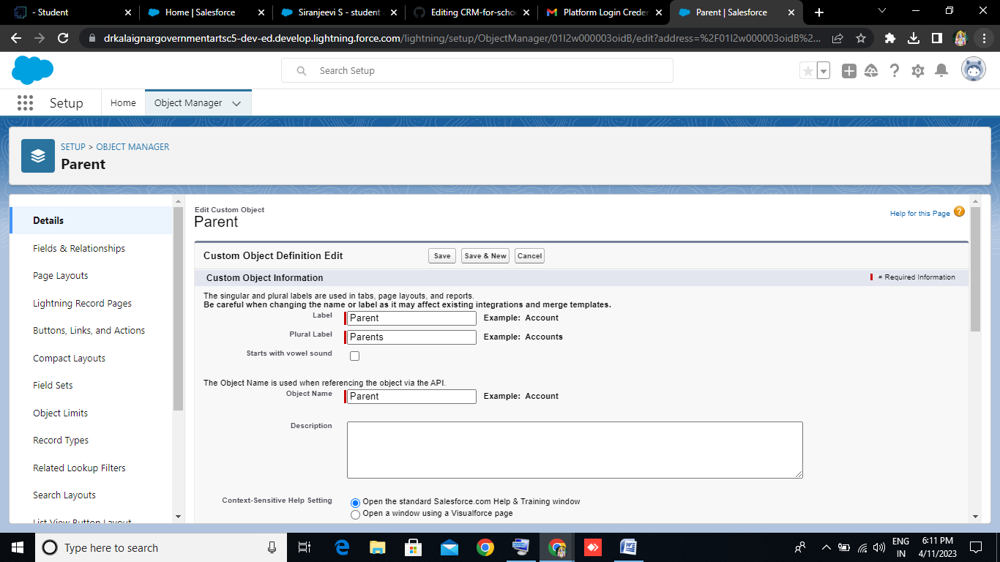 - Student
Home | Salesforce
Siranjeevi S - student
Editing CRM-for-scho
Platform Login Creder
Parent | Salesforce
drkalaignargovernmentartsc5-dev-ed.develop.lightning.force.com/lightning/setup/ObjectManager/01I2w000003oidB/edit?address=%2F01I2w000003oidB%2...
Search Setup
Setup
Home
Object Manager
SETUP > OBJECT MANAGER
Parent
Details
Fields & Relationships
Page Layouts
Lightning Record Pages
Buttons, Links, and Actions
Compact Layouts
Field Sets
Object Limits
Record Types
Related Lookup Filters
Search Layouts
List View Button Layout
Edit Custom Object
Parent
Help for this Page ?
Custom Object Definition Edit
Save
Save & New
Cancel
Custom Object Information
= Required Information
The singular and plural labels are used in tabs, page layouts, and reports.
Be careful when changing the name or label as it may affect existing integrations and merge templates.
Label Parent Example: Account
Plural Label Parents Example: Accounts
Starts with vowel sound
The Object Name is used when referencing the object via the API.
Object Name Parent Example: Account
Description
Context-Sensitive Help Setting Open the standard Salesforce.com Help & Training window
Open a window using a Visualforce page
Type here to search
ENG
IN
6:11 PM
4/11/2023